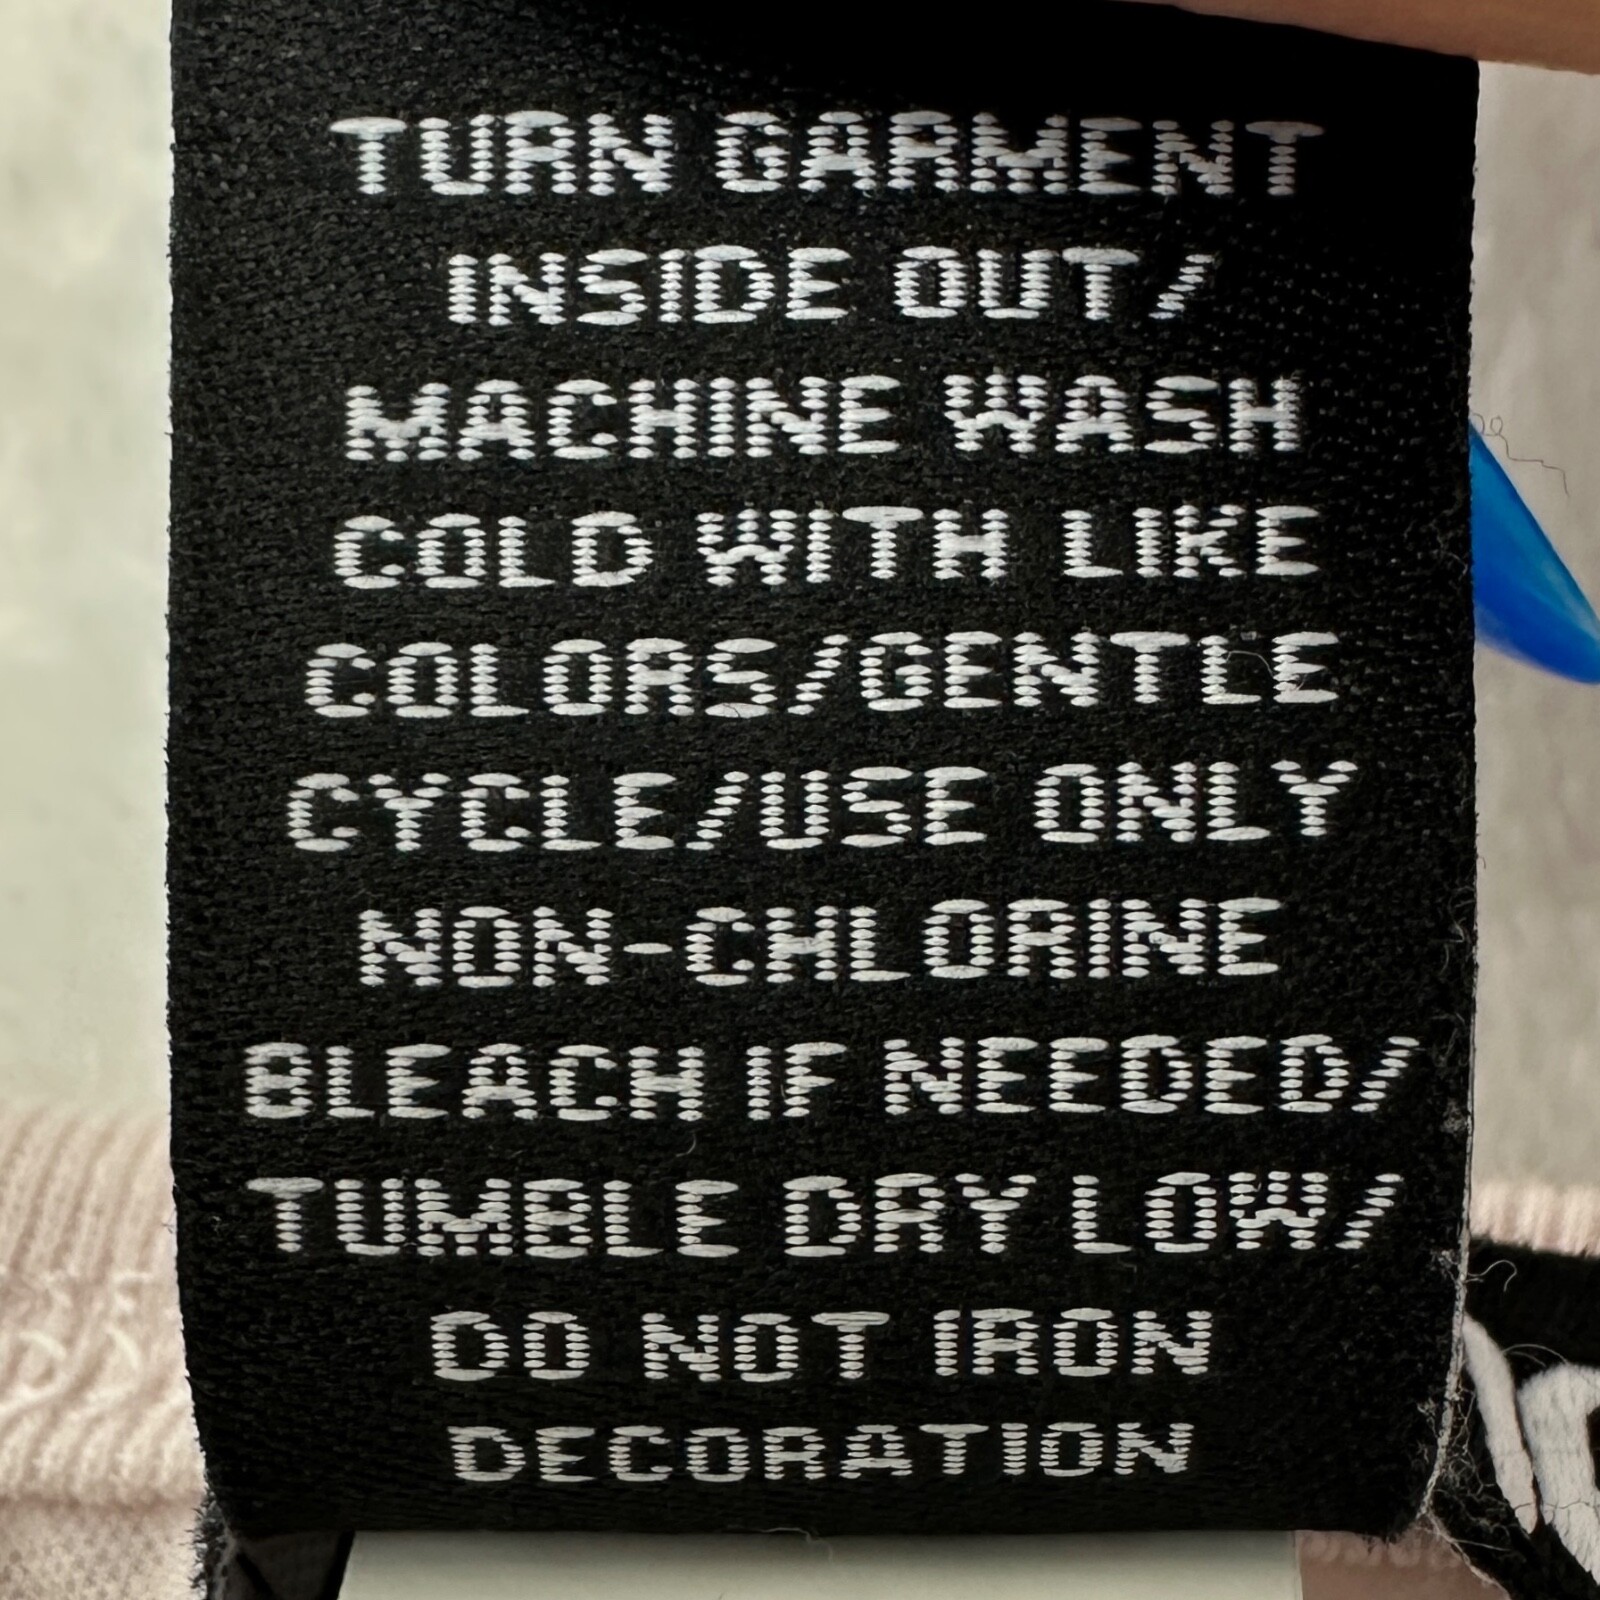 TURN GARMENT
INSIDE OUT/
MACHINE WASH
COLD WITH LIKE
COLORS/GENTLE
CYCLE/USE ONLY
NON-CHLORINE
BLEACH IF NEEDED/
TUMBLE DRY LOW/
DO NOT IRON
DECORATION